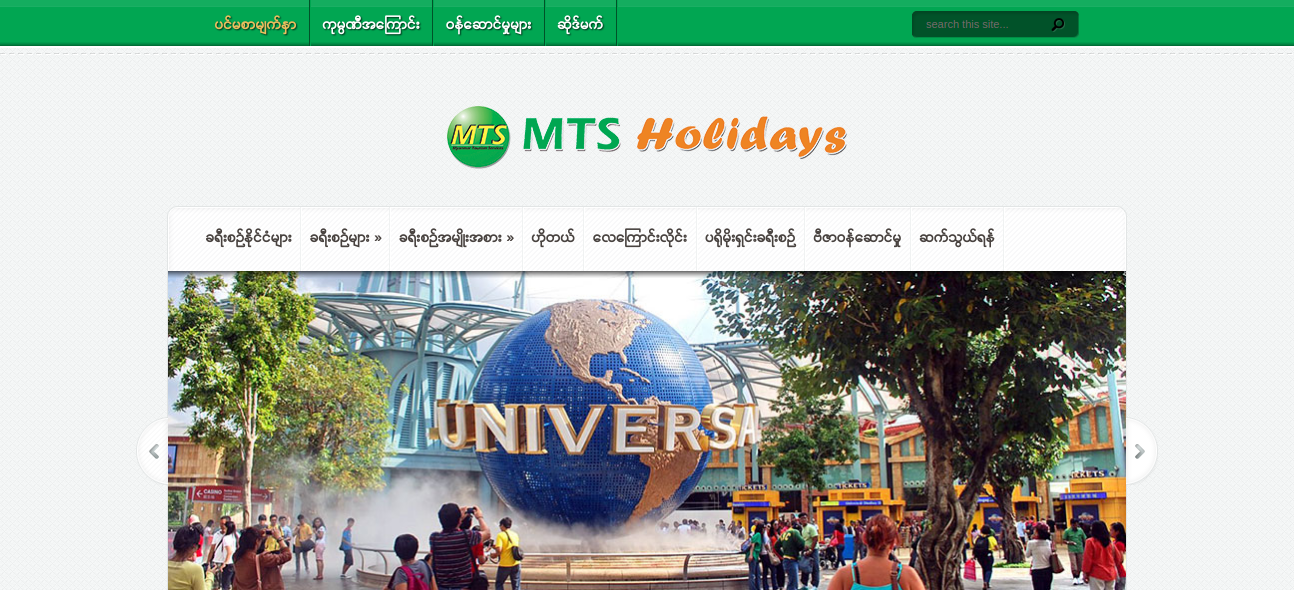 ပင်မစာမျက်နှာ ကုမ္ပဏီအကြောင်း ဝန်ဆောင်မှုများ ဆိုဒ်မက် search this site...
MTS MTS Holidays
ခရီးစဉ်နိုင်ငံများ ခရီးစဉ်များ » ခရီးစဉ်အမျိုးအစား » ဟိုတယ် လေကြောင်းလိုင်း ပရိုမိုးရှင်းခရီးစဉ် ဗီဇာဝန်ဆောင်မှု ဆက်သွယ်ရန်
UNIVERSA
CASINO
TICKETS TICKETS